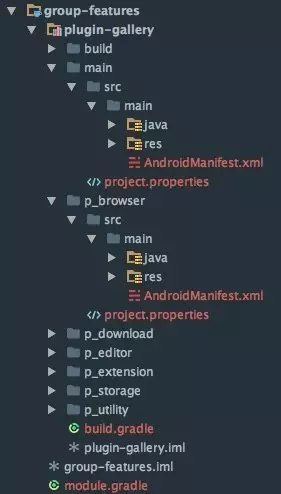 group-features
plugin-gallery
build
main
src
main
java
res
AndroidManifest.xml
project.properties
p_browser
src
main
java
res
AndroidManifest.xml
project.properties
p_download
p_editor
p_extension
p_storage
p_utility
build.gradle
plugin-gallery.iml
group-features.iml
module.gradle